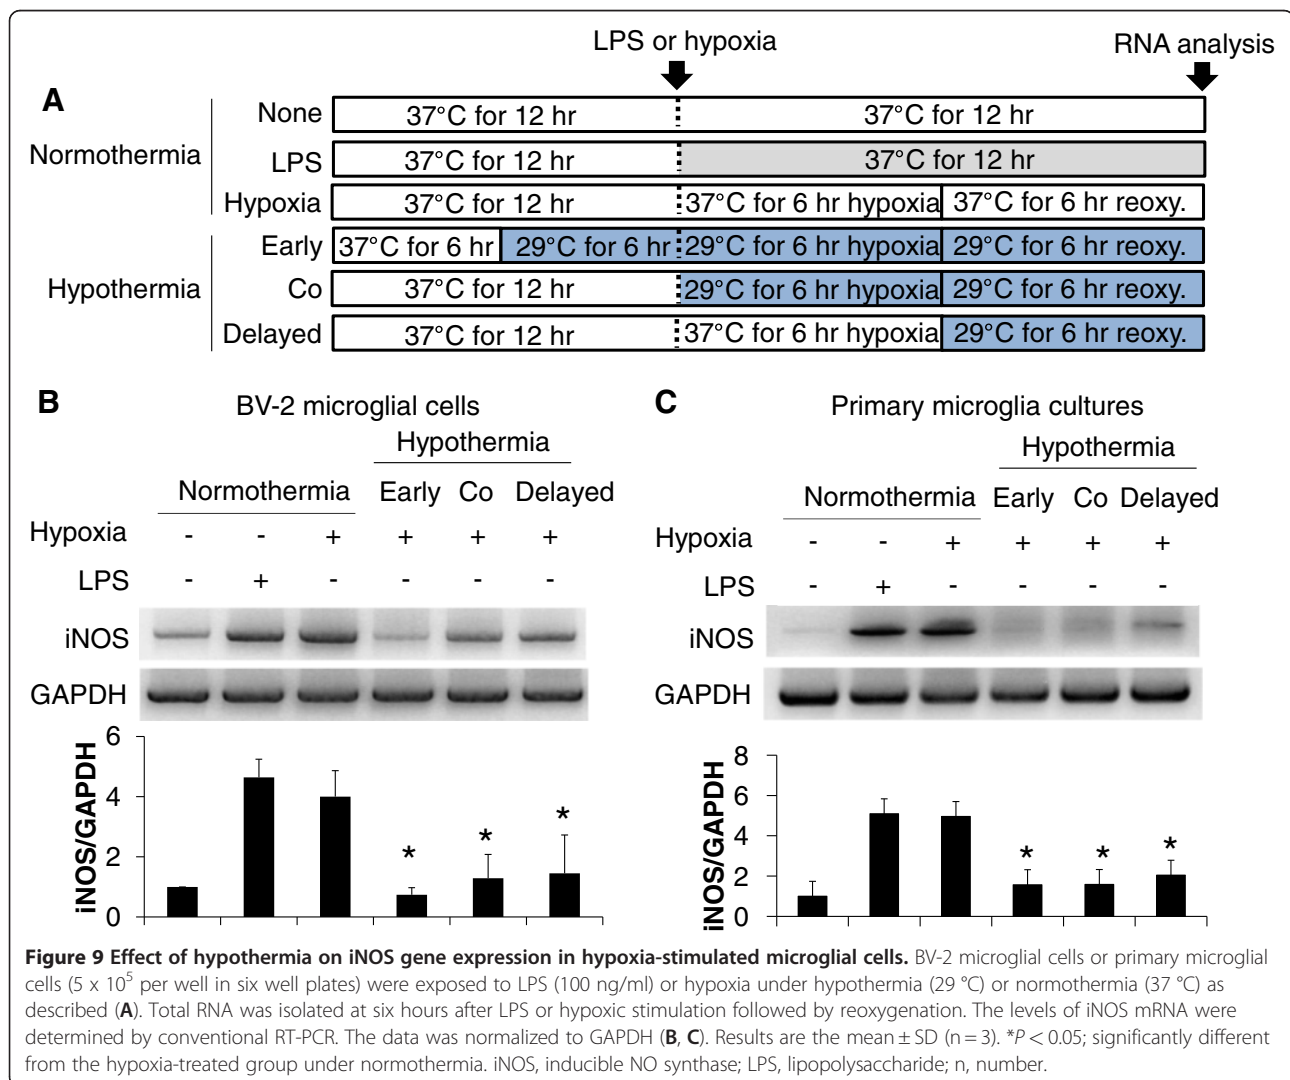 LPS or hypoxia
RNA analysis
A
Normothermia
None
37°C for 12 hr
37°C for 12 hr
LPS
37°C for 12 hr
37°C for 12 hr
Hypoxia
37°C for 12 hr
37°C for 6 hr hypoxia
37°C for 6 hr reoxy.
Hypothermia
Early
37°C for 6 hr
29°C for 6 hr
29°C for 6 hr hypoxia
29°C for 6 hr reoxy.
Co
37°C for 12 hr
29°C for 6 hr hypoxia
29°C for 6 hr reoxy.
Delayed
37°C for 12 hr
37°C for 6 hr hypoxia
29°C for 6 hr reoxy.
B
BV-2 microglial cells
Hypothermia
Normothermia
Early Co Delayed
Hypoxia - - + + + +
LPS - + - - - -
iNOS
GAPDH
iNOS/GAPDH
6
4
2
0
* * *
C
Primary microglia cultures
Hypothermia
Normothermia
Early Co Delayed
Hypoxia - - + + + +
LPS - + - - - -
iNOS
GAPDH
iNOS/GAPDH
8
6
4
2
0
* * *
Figure 9 Effect of hypothermia on iNOS gene expression in hypoxia-stimulated microglial cells. BV-2 microglial cells or primary microglial
cells (5 x 10⁵ per well in six well plates) were exposed to LPS (100 ng/ml) or hypoxia under hypothermia (29 °C) or normothermia (37 °C) as
described (A). Total RNA was isolated at six hours after LPS or hypoxic stimulation followed by reoxygenation. The levels of iNOS mRNA were
determined by conventional RT-PCR. The data was normalized to GAPDH (B, C). Results are the mean ± SD (n = 3). *P < 0.05; significantly different
from the hypoxia-treated group under normothermia. iNOS, inducible NO synthase; LPS, lipopolysaccharide; n, number.